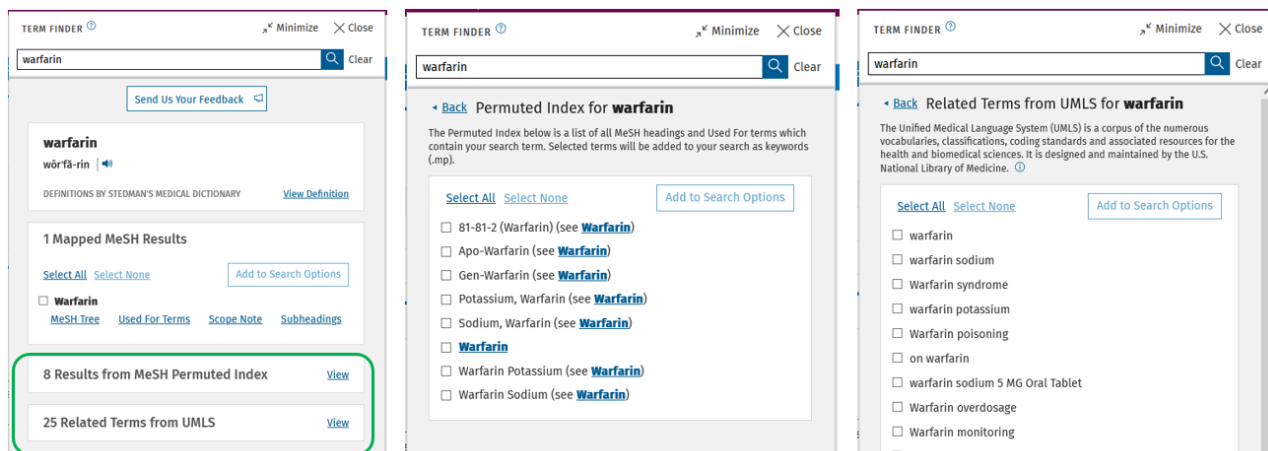 TERM FINDER ? Minimize Close
warfarin Clear
Send Us Your Feedback
warfarin
wŏr′fă-rin
DEFINITIONS BY STEDMAN'S MEDICAL DICTIONARY View Definition
1 Mapped MeSH Results
Select All Select None Add to Search Options
Warfarin
MeSH Tree Used For Terms Scope Note Subheadings
8 Results from MeSH Permuted Index View
25 Related Terms from UMLS View
TERM FINDER ? Minimize Close
warfarin Clear
Back Permuted Index for warfarin
The Permuted Index below is a list of all MeSH headings and Used For terms which
contain your search term. Selected terms will be added to your search as keywords
(.mp).
Select All Select None Add to Search Options
81-81-2 (Warfarin) (see Warfarin)
Apo-Warfarin (see Warfarin)
Gen-Warfarin (see Warfarin)
Potassium, Warfarin (see Warfarin)
Sodium, Warfarin (see Warfarin)
Warfarin
Warfarin Potassium (see Warfarin)
Warfarin Sodium (see Warfarin)
TERM FINDER ? Minimize Close
warfarin Clear
Back Related Terms from UMLS for warfarin
The Unified Medical Language System (UMLS) is a corpus of the numerous
vocabularies, classifications, coding standards and associated resources for the
health and biomedical sciences. It is designed and maintained by the U.S.
National Library of Medicine. i
Select All Select None Add to Search Options
warfarin
warfarin sodium
Warfarin syndrome
warfarin potassium
Warfarin poisoning
on warfarin
warfarin sodium 5 MG Oral Tablet
Warfarin overdosage
Warfarin monitoring